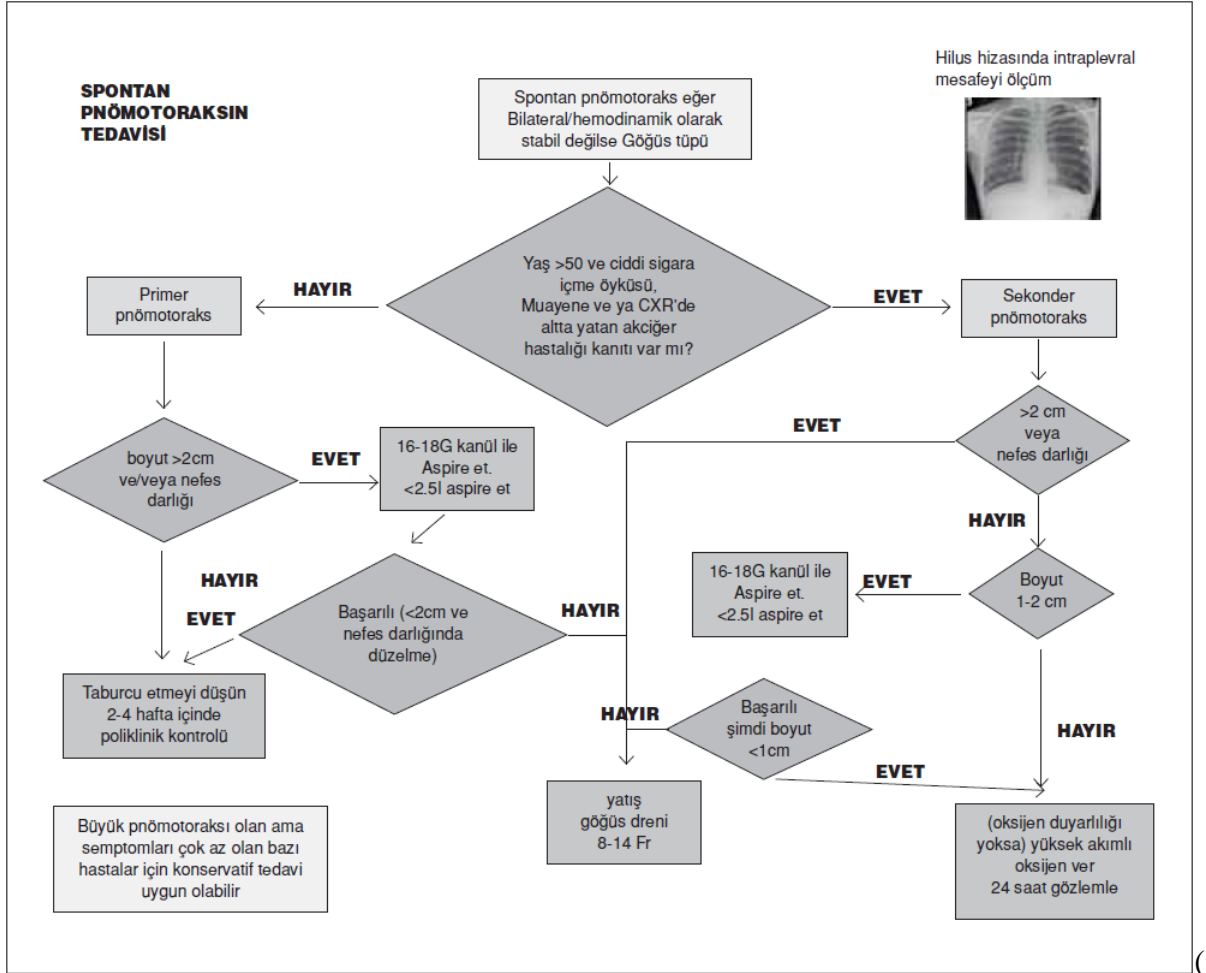 SPONTAN
PNÖMOTORAKSIN
TEDAVİSİ
Hilus hizasında intraplevral
mesafeyi ölçüm
Spontan pnömotoraks eğer
Bilateral/hemodinamik olarak
stabil değilse Göğüs tüpü
Yaş >50 ve ciddi sigara
içme öyküsü,
Muayene ve ya CXR'de
altta yatan akciğer
hastalığı kanıtı var mı?
HAYIR
EVET
Primer
pnömotoraks
Sekonder
pnömotoraks
boyut >2cm
ve/veya nefes
darlığı
EVET
16-18G kanül ile
Aspire et.
<2.5l aspire et
EVET
>2 cm
veya
nefes darlığı
HAYIR
HAYIR
EVET
Başarılı (<2cm ve
nefes darlığında
düzelme)
HAYIR
16-18G kanül ile
Aspire et.
<2.5l aspire et
EVET
Boyut
1-2 cm
Taburcu etmeyi düşün
2-4 hafta içinde
poliklinik kontrolü
HAYIR
Başarılı
şimdi boyut
<1cm
EVET
HAYIR
Büyük pnömotoraksı olan ama
semptomları çok az olan bazı
hastalar için konservatif tedavi
uygun olabilir
yatış
göğüs dreni
8-14 Fr
(oksijen duyarlılığı
yoksa) yüksek akımlı
oksijen ver
24 saat gözlemle
(